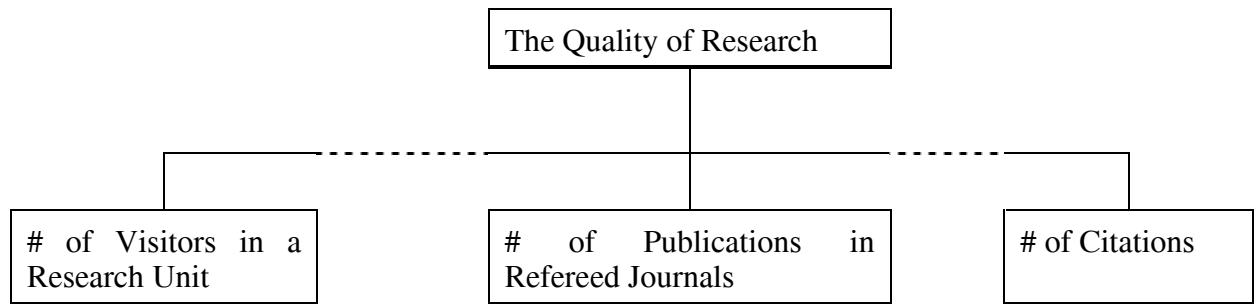 The Quality of Research
# of Visitors in a
Research Unit
# of Publications in
Refereed Journals
# of Citations